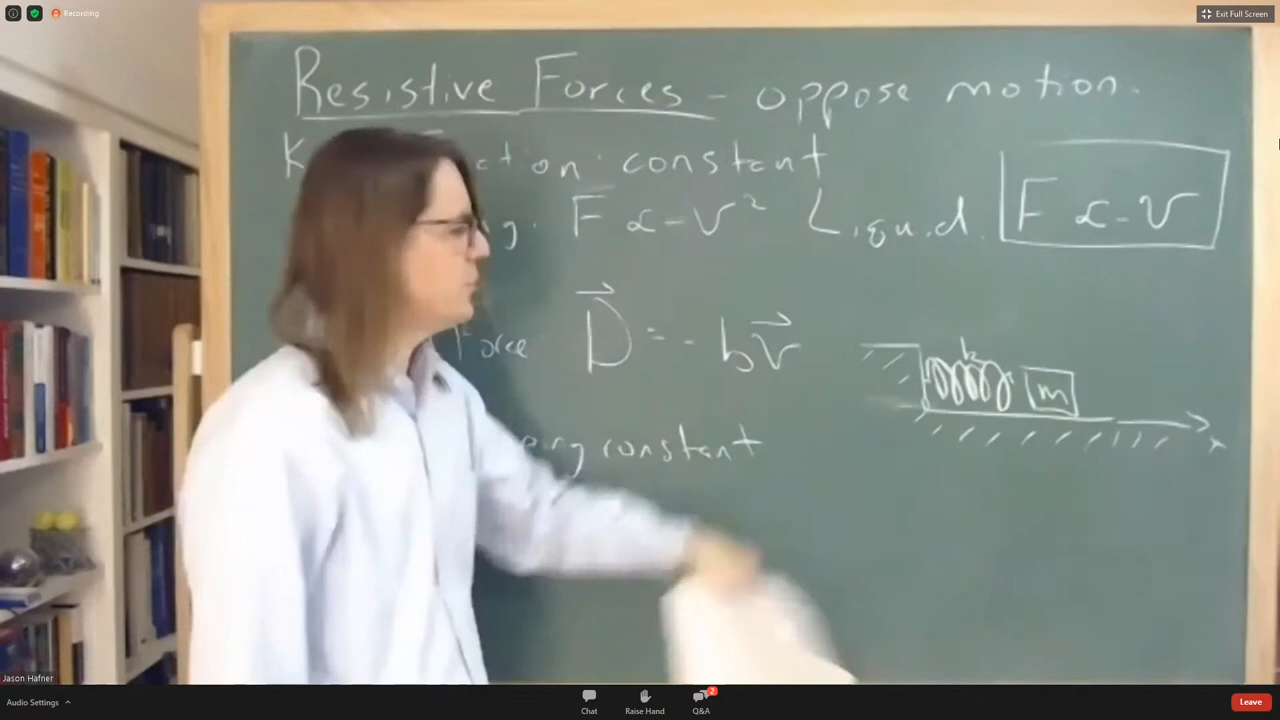 Recording
Exit Full Screen
Resistive Forces - oppose motion.
constant
F ∝ -v² Liquid. F ∝ -v
Force D⃗ = - bv⃗
k
m
constant
x
Jason Hafner
Audio Settings
Chat
Raise Hand
2
Q&A
Leave